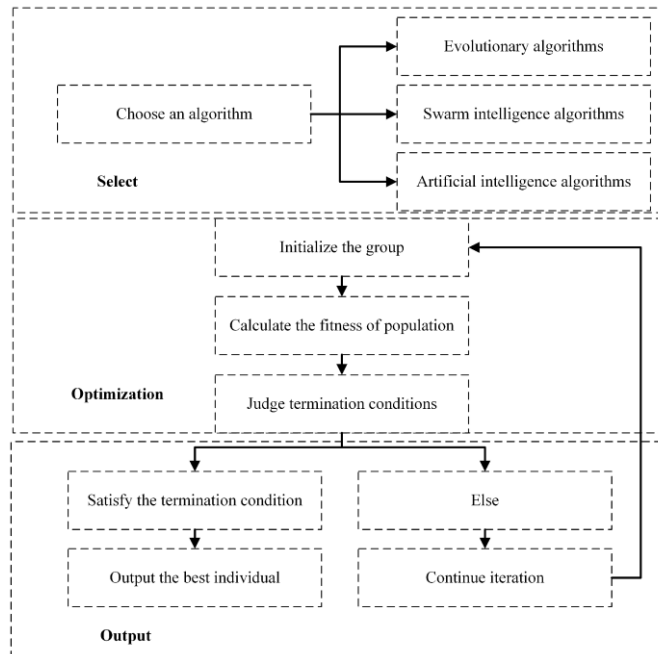 Evolutionary algorithms
Choose an algorithm
Swarm intelligence algorithms
Select
Artificial intelligence algorithms
Initialize the group
Calculate the fitness of population
Optimization
Judge termination conditions
Satisfy the termination condition
Else
Output the best individual
Continue iteration
Output